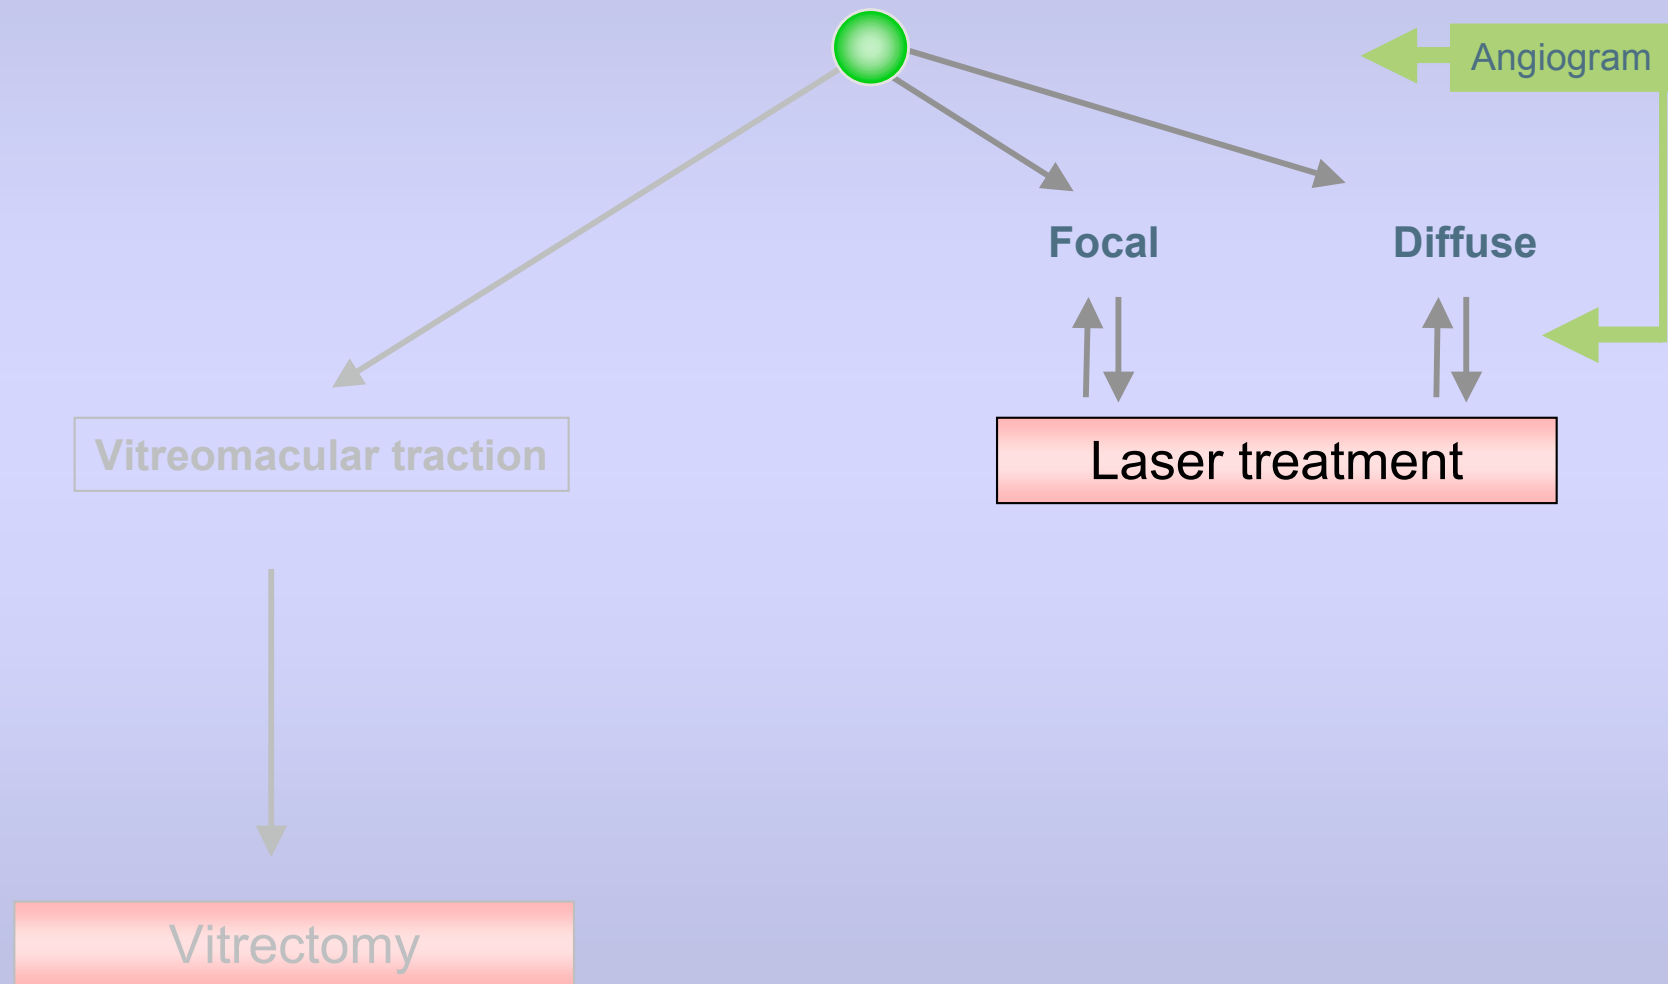 Angiogram
Focal
Diffuse
Vitreomacular traction
Laser treatment
Vitrectomy